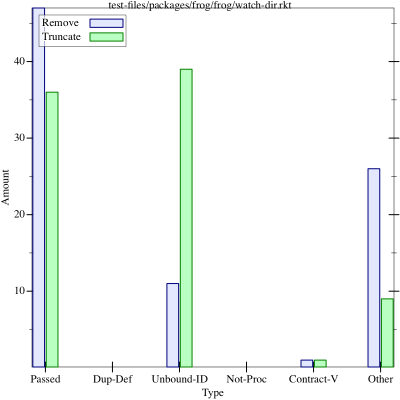 test-files/packages/frog/frog/watch-dir.rkt
Remove
Truncate
40
30
20
10
Amount
Passed Dup-Def Unbound-ID Not-Proc Contract-V Other
Type